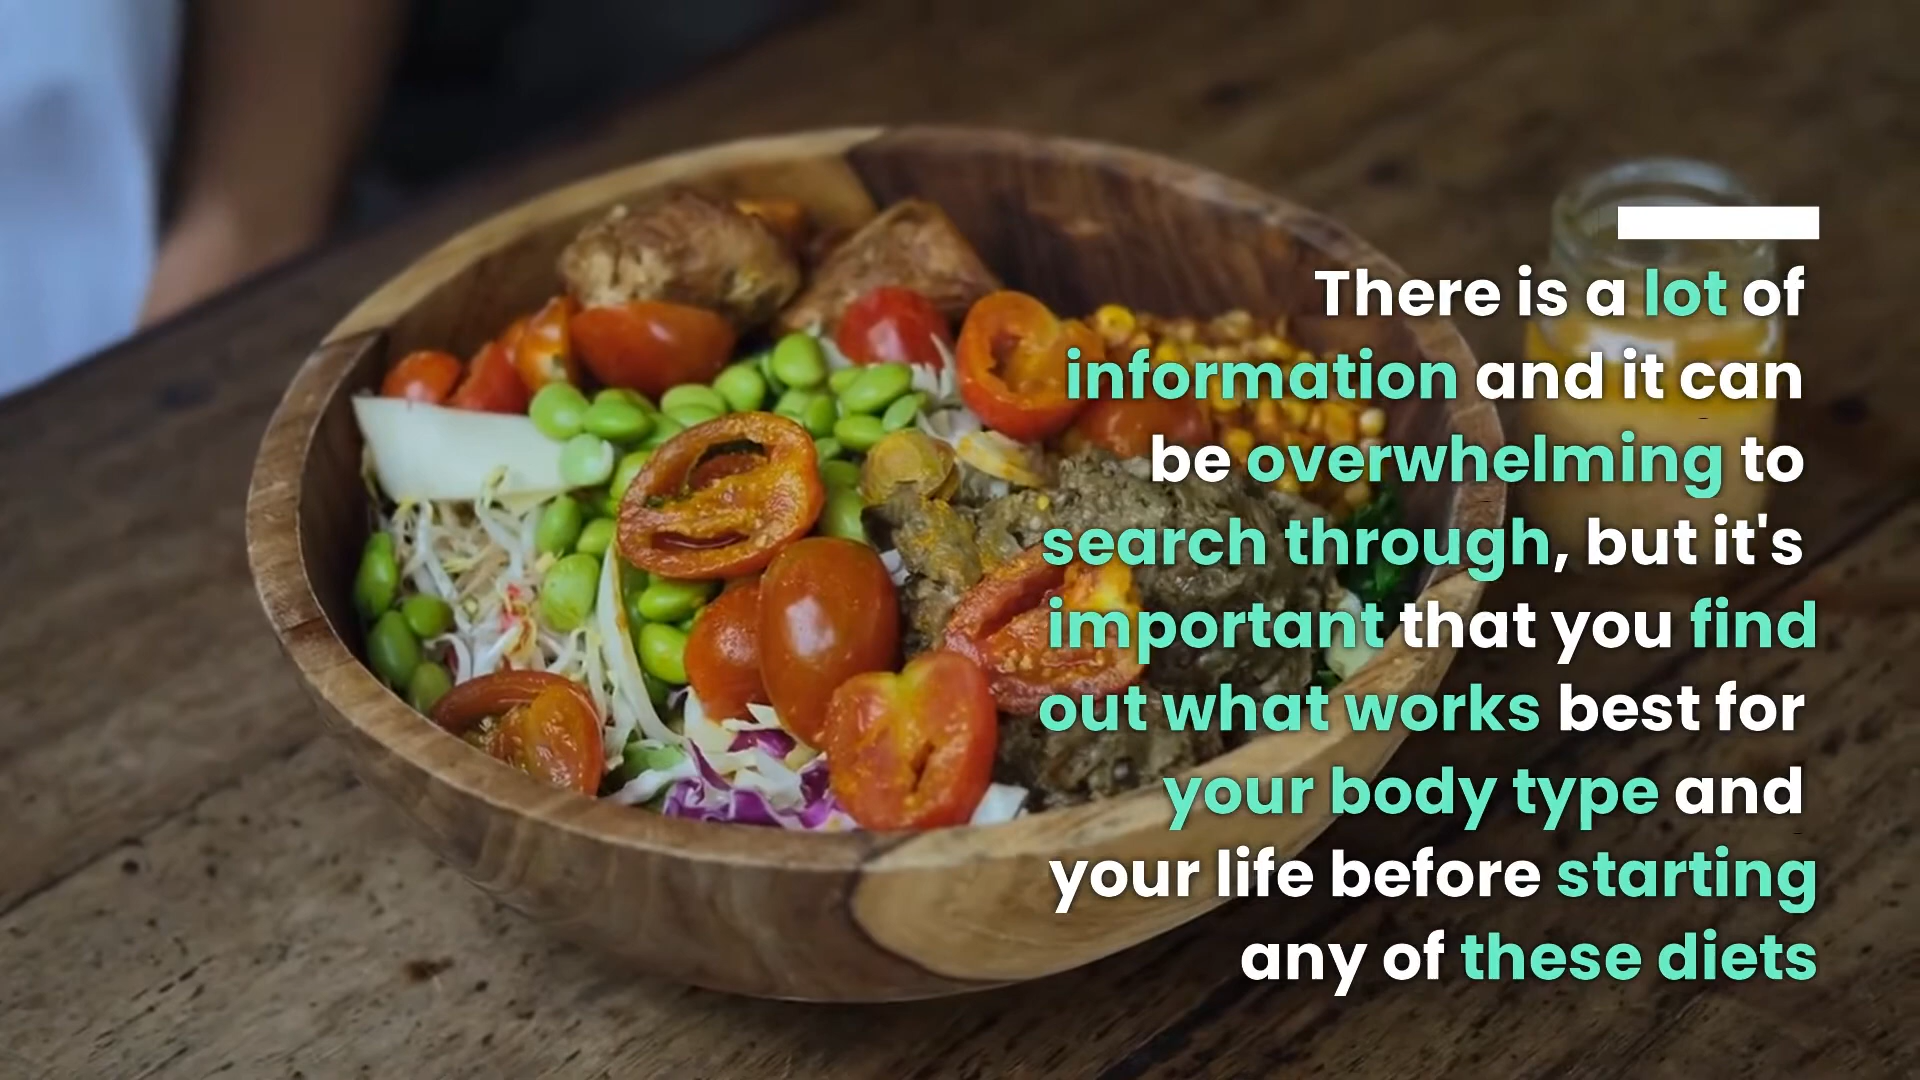 There is a lot of
information and it can
be overwhelming to
search through, but it's
important that you find
out what works best for
your body type and
your life before starting
any of these diets